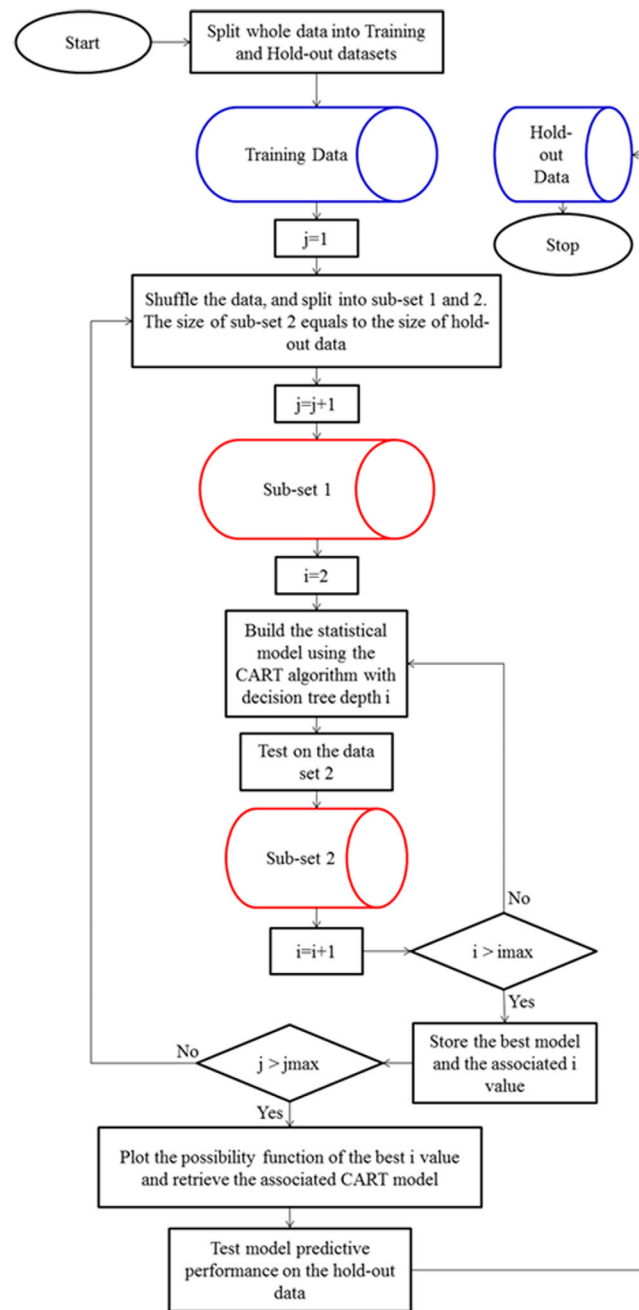 Start
Split whole data into Training
and Hold-out datasets
Training Data
Hold-
out
Data
j=1
Stop
Shuffle the data, and split into sub-set 1 and 2.
The size of sub-set 2 equals to the size of hold-
out data
j=j+1
Sub-set 1
i=2
Build the statistical
model using the
CART algorithm with
decision tree depth i
Test on the data
set 2
Sub-set 2
No
i=i+1
i > imax
Yes
Store the best model
and the associated i
value
No
j > jmax
Yes
Plot the possibility function of the best i value
and retrieve the associated CART model
Test model predictive
performance on the hold-out
data